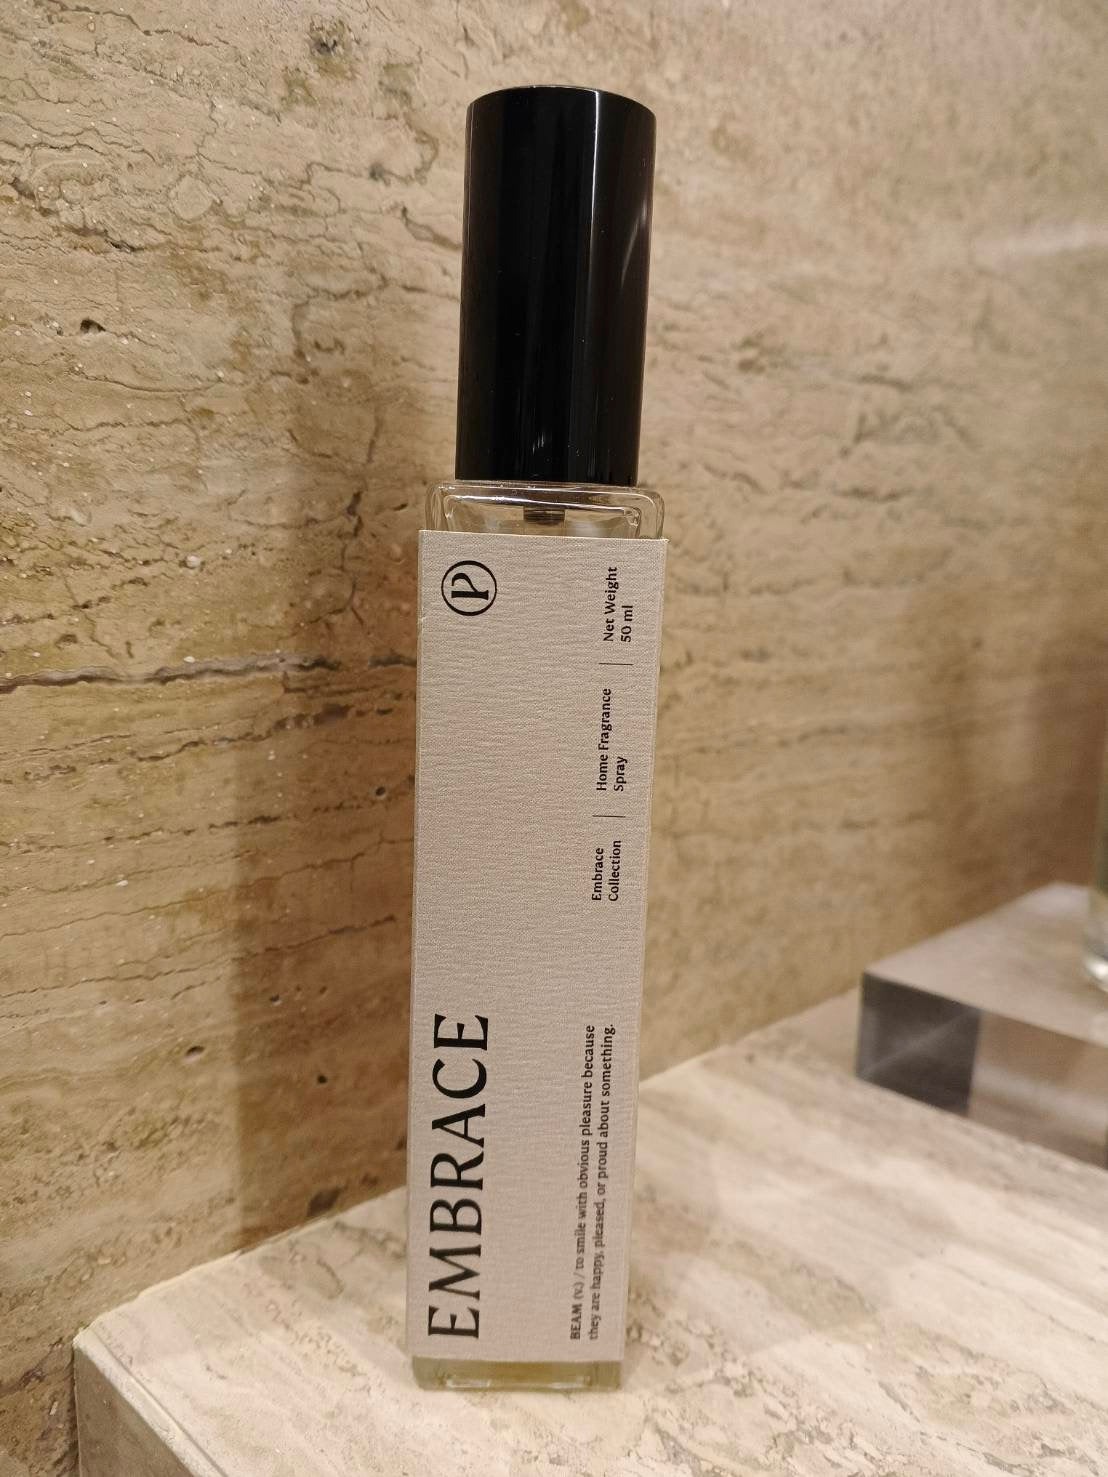 EMBRACE
BEAM (v.) / to smile with obvious pleasure because
they are happy, pleased, or proud about something.
Embrace
Collection
Home Fragrance
Spray
Net Weight
50 ml
P